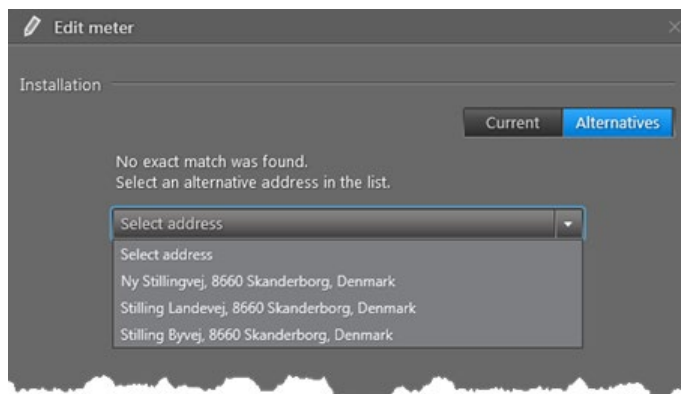 Edit meter
Installation
Current Alternatives
No exact match was found.
Select an alternative address in the list.
Select address
Select address
Ny Stillingvej, 8660 Skanderborg, Denmark
Stilling Landevej, 8660 Skanderborg, Denmark
Stilling Byvej, 8660 Skanderborg, Denmark